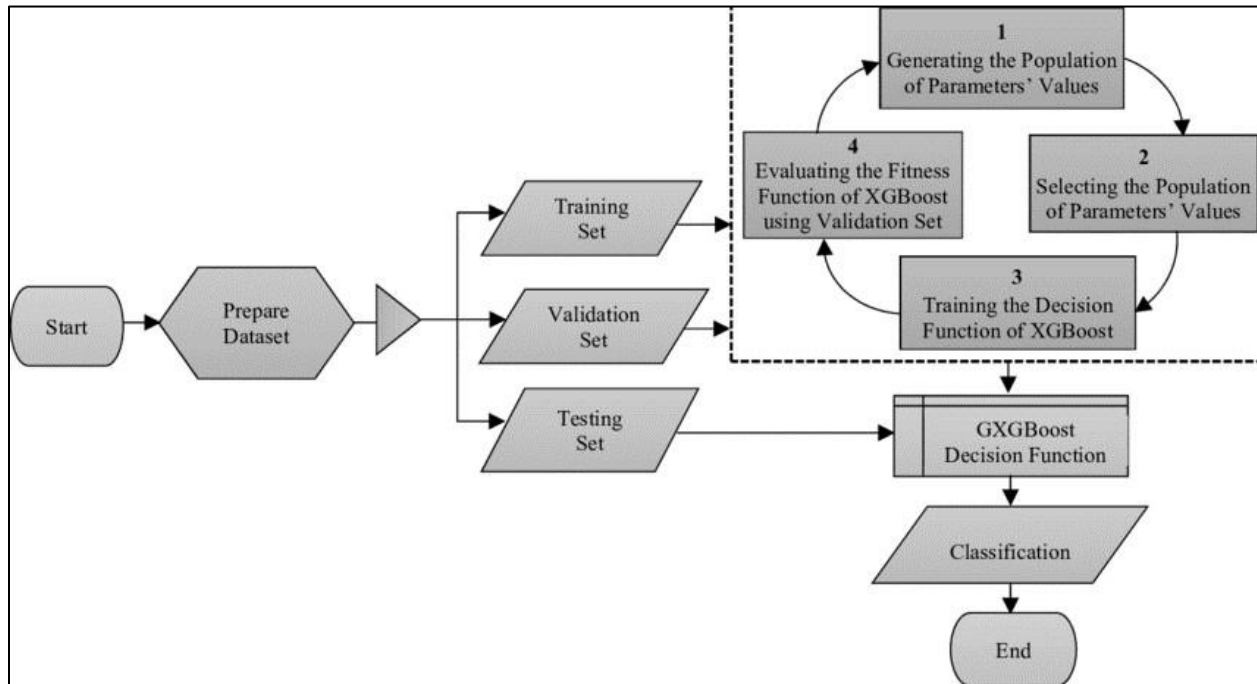 Start
Prepare
Dataset
Training
Set
Validation
Set
Testing
Set
1
Generating the Population
of Parameters’ Values
2
Selecting the Population
of Parameters’ Values
3
Training the Decision
Function of XGBoost
4
Evaluating the Fitness
Function of XGBoost
using Validation Set
GXGBoost
Decision Function
Classification
End